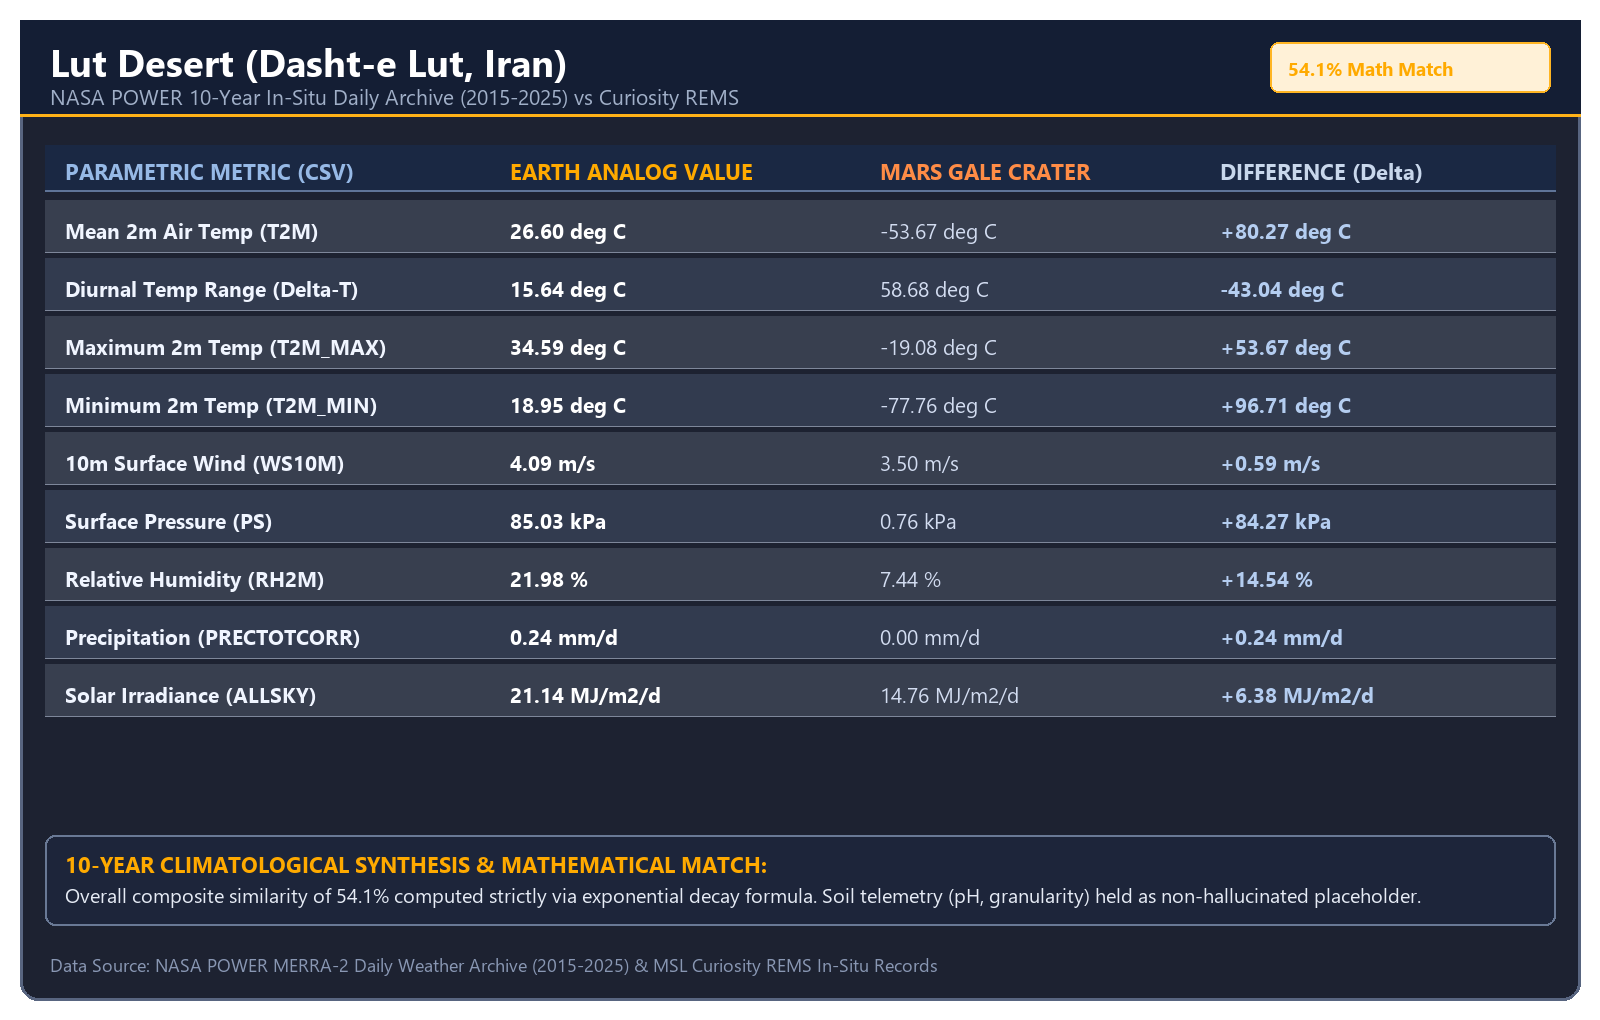 Lut Desert (Dasht-e Lut, Iran)
54.1% Math Match
NASA POWER 10-Year In-Situ Daily Archive (2015-2025) vs Curiosity REMS
PARAMETRIC METRIC (CSV) EARTH ANALOG VALUE MARS GALE CRATER DIFFERENCE (Delta)
Mean 2m Air Temp (T2M) 26.60 deg C -53.67 deg C +80.27 deg C
Diurnal Temp Range (Delta-T) 15.64 deg C 58.68 deg C -43.04 deg C
Maximum 2m Temp (T2M_MAX) 34.59 deg C -19.08 deg C +53.67 deg C
Minimum 2m Temp (T2M_MIN) 18.95 deg C -77.76 deg C +96.71 deg C
10m Surface Wind (WS10M) 4.09 m/s 3.50 m/s +0.59 m/s
Surface Pressure (PS) 85.03 kPa 0.76 kPa +84.27 kPa
Relative Humidity (RH2M) 21.98 % 7.44 % +14.54 %
Precipitation (PRECTOTCORR) 0.24 mm/d 0.00 mm/d +0.24 mm/d
Solar Irradiance (ALLSKY) 21.14 MJ/m2/d 14.76 MJ/m2/d +6.38 MJ/m2/d
10-YEAR CLIMATOLOGICAL SYNTHESIS & MATHEMATICAL MATCH:
Overall composite similarity of 54.1% computed strictly via exponential decay formula. Soil telemetry (pH, granularity) held as non-hallucinated placeholder.
Data Source: NASA POWER MERRA-2 Daily Weather Archive (2015-2025) & MSL Curiosity REMS In-Situ Records